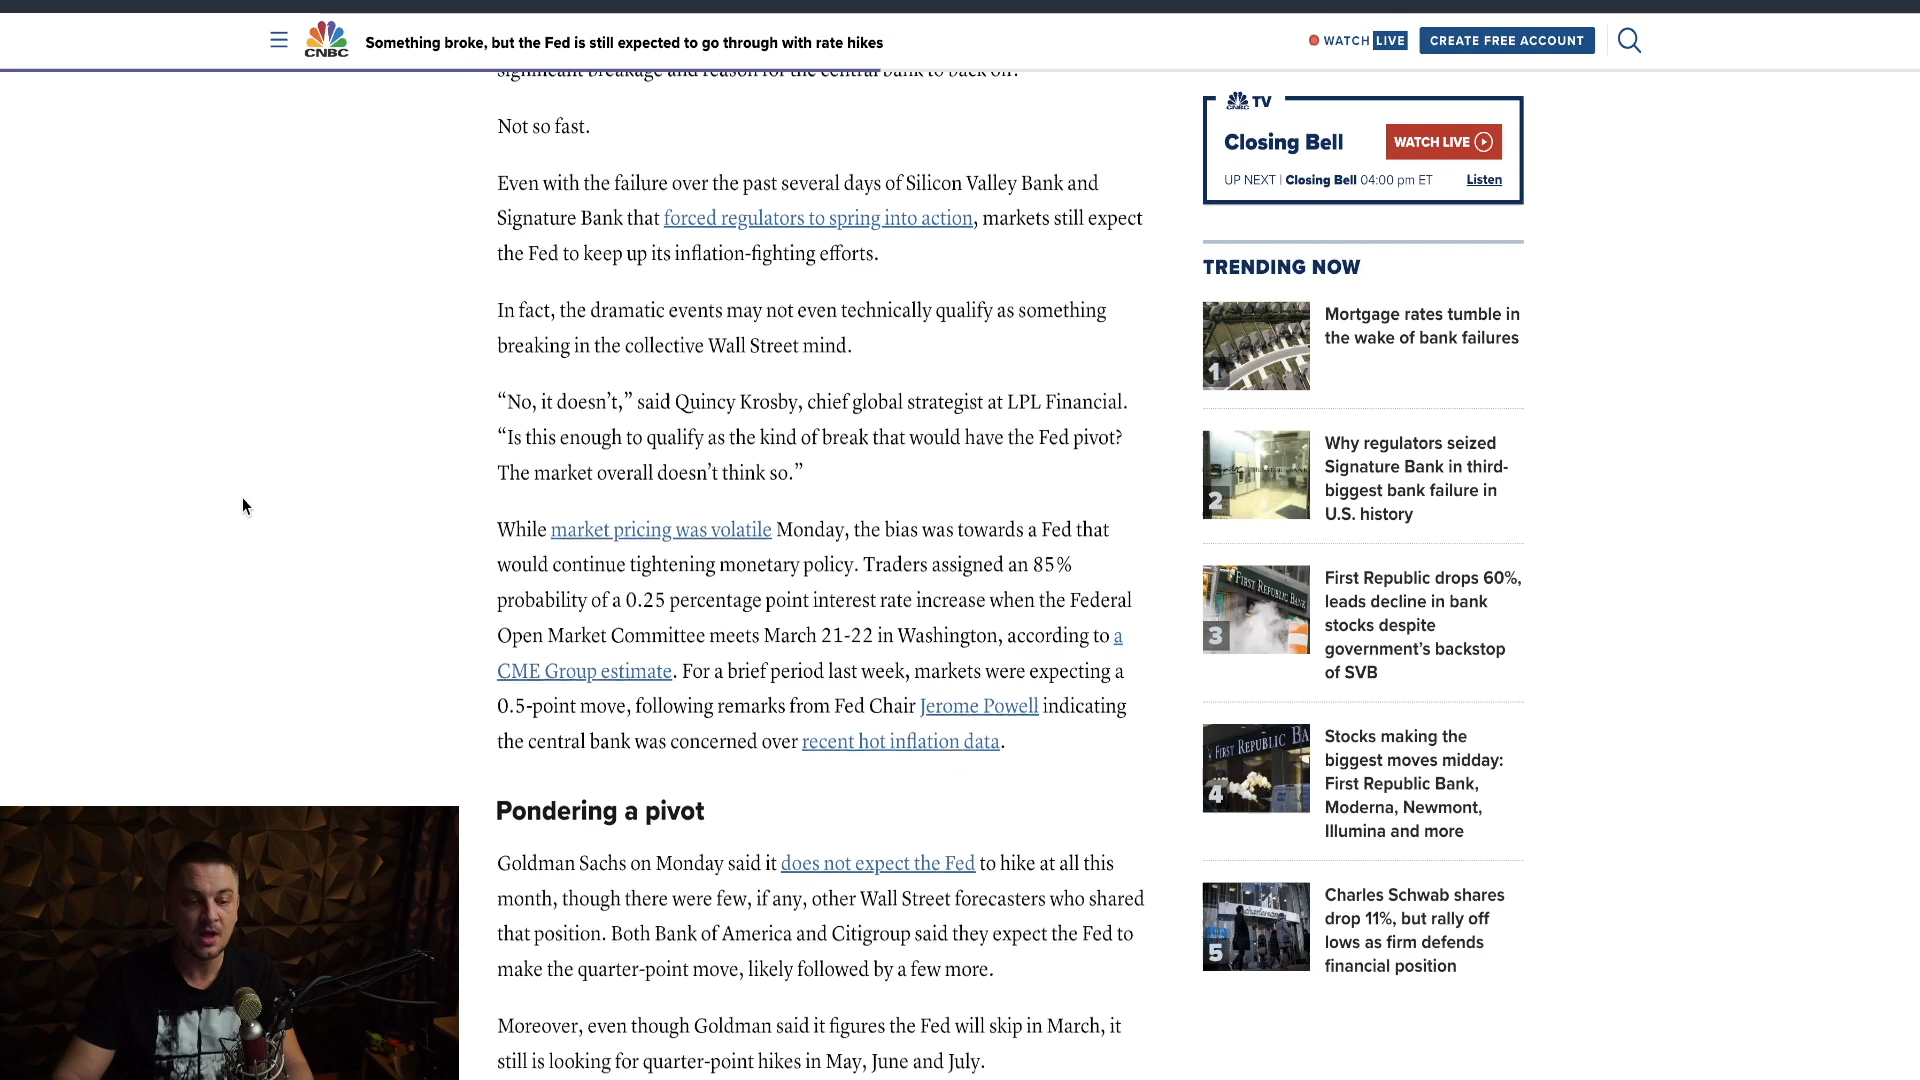 CNBC
Something broke, but the Fed is still expected to go through with rate hikes
WATCH LIVE
CREATE FREE ACCOUNT
significant breakage and reason for the central bank to back off.
Not so fast.
Even with the failure over the past several days of Silicon Valley Bank and
Signature Bank that forced regulators to spring into action, markets still expect
the Fed to keep up its inflation-fighting efforts.
In fact, the dramatic events may not even technically qualify as something
breaking in the collective Wall Street mind.
“No, it doesn’t,” said Quincy Krosby, chief global strategist at LPL Financial.
“Is this enough to qualify as the kind of break that would have the Fed pivot?
The market overall doesn’t think so.”
While market pricing was volatile Monday, the bias was towards a Fed that
would continue tightening monetary policy. Traders assigned an 85%
probability of a 0.25 percentage point interest rate increase when the Federal
Open Market Committee meets March 21-22 in Washington, according to a
CME Group estimate. For a brief period last week, markets were expecting a
0.5-point move, following remarks from Fed Chair Jerome Powell indicating
the central bank was concerned over recent hot inflation data.
Pondering a pivot
Goldman Sachs on Monday said it does not expect the Fed to hike at all this
month, though there were few, if any, other Wall Street forecasters who shared
that position. Both Bank of America and Citigroup said they expect the Fed to
make the quarter-point move, likely followed by a few more.
Moreover, even though Goldman said it figures the Fed will skip in March, it
still is looking for quarter-point hikes in May, June and July.
CNBC TV
Closing Bell
WATCH LIVE
UP NEXT | Closing Bell 04:00 pm ET
Listen
TRENDING NOW
1
Mortgage rates tumble in
the wake of bank failures
2
Why regulators seized
Signature Bank in third-
biggest bank failure in
U.S. history
FIRST REPUBLIC BANK
3
First Republic drops 60%,
leads decline in bank
stocks despite
government’s backstop
of SVB
FIRST REPUBLIC BA
4
Stocks making the
biggest moves midday:
First Republic Bank,
Moderna, Newmont,
Illumina and more
5
Charles Schwab shares
drop 11%, but rally off
lows as firm defends
financial position